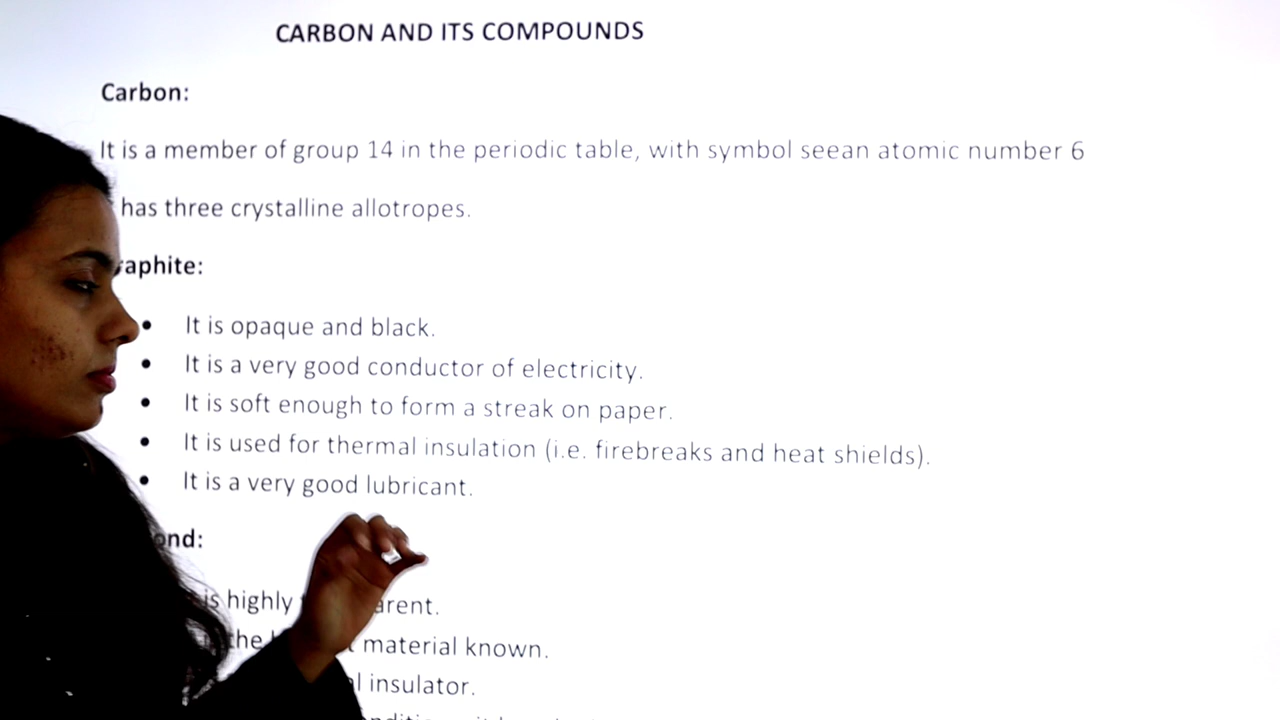 CARBON AND ITS COMPOUNDS
Carbon:
It is a member of group 14 in the periodic table, with symbol seean atomic number 6
has three crystalline allotropes.
raphite:
• It is opaque and black.
• It is a very good conductor of electricity.
• It is soft enough to form a streak on paper.
• It is used for thermal insulation (i.e. firebreaks and heat shields).
• It is a very good lubricant.
ond:
is highly arent.
the material known.
l insulator.